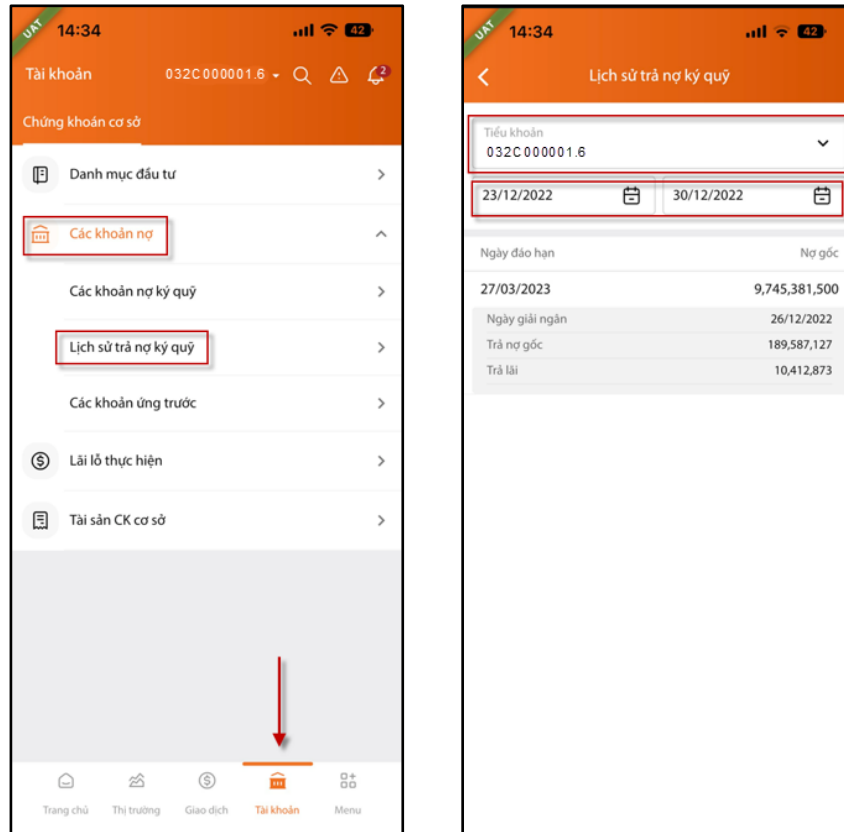 UAT
14:34
42
Tài khoản
032C000001.6
2
Chứng khoán cơ sở
Danh mục đầu tư
Các khoản nợ
Các khoản nợ ký quỹ
Lịch sử trả nợ ký quỹ
Các khoản ứng trước
Lãi lỗ thực hiện
Tài sản CK cơ sở
Trang chủ
Thị trường
Giao dịch
Tài khoản
Menu
UAT
14:34
42
Lịch sử trả nợ ký quỹ
Tiểu khoản
032C000001.6
23/12/2022
30/12/2022
Ngày đáo hạn Nợ gốc
27/03/2023 9,745,381,500
Ngày giải ngân 26/12/2022
Trả nợ gốc 189,587,127
Trả lãi 10,412,873